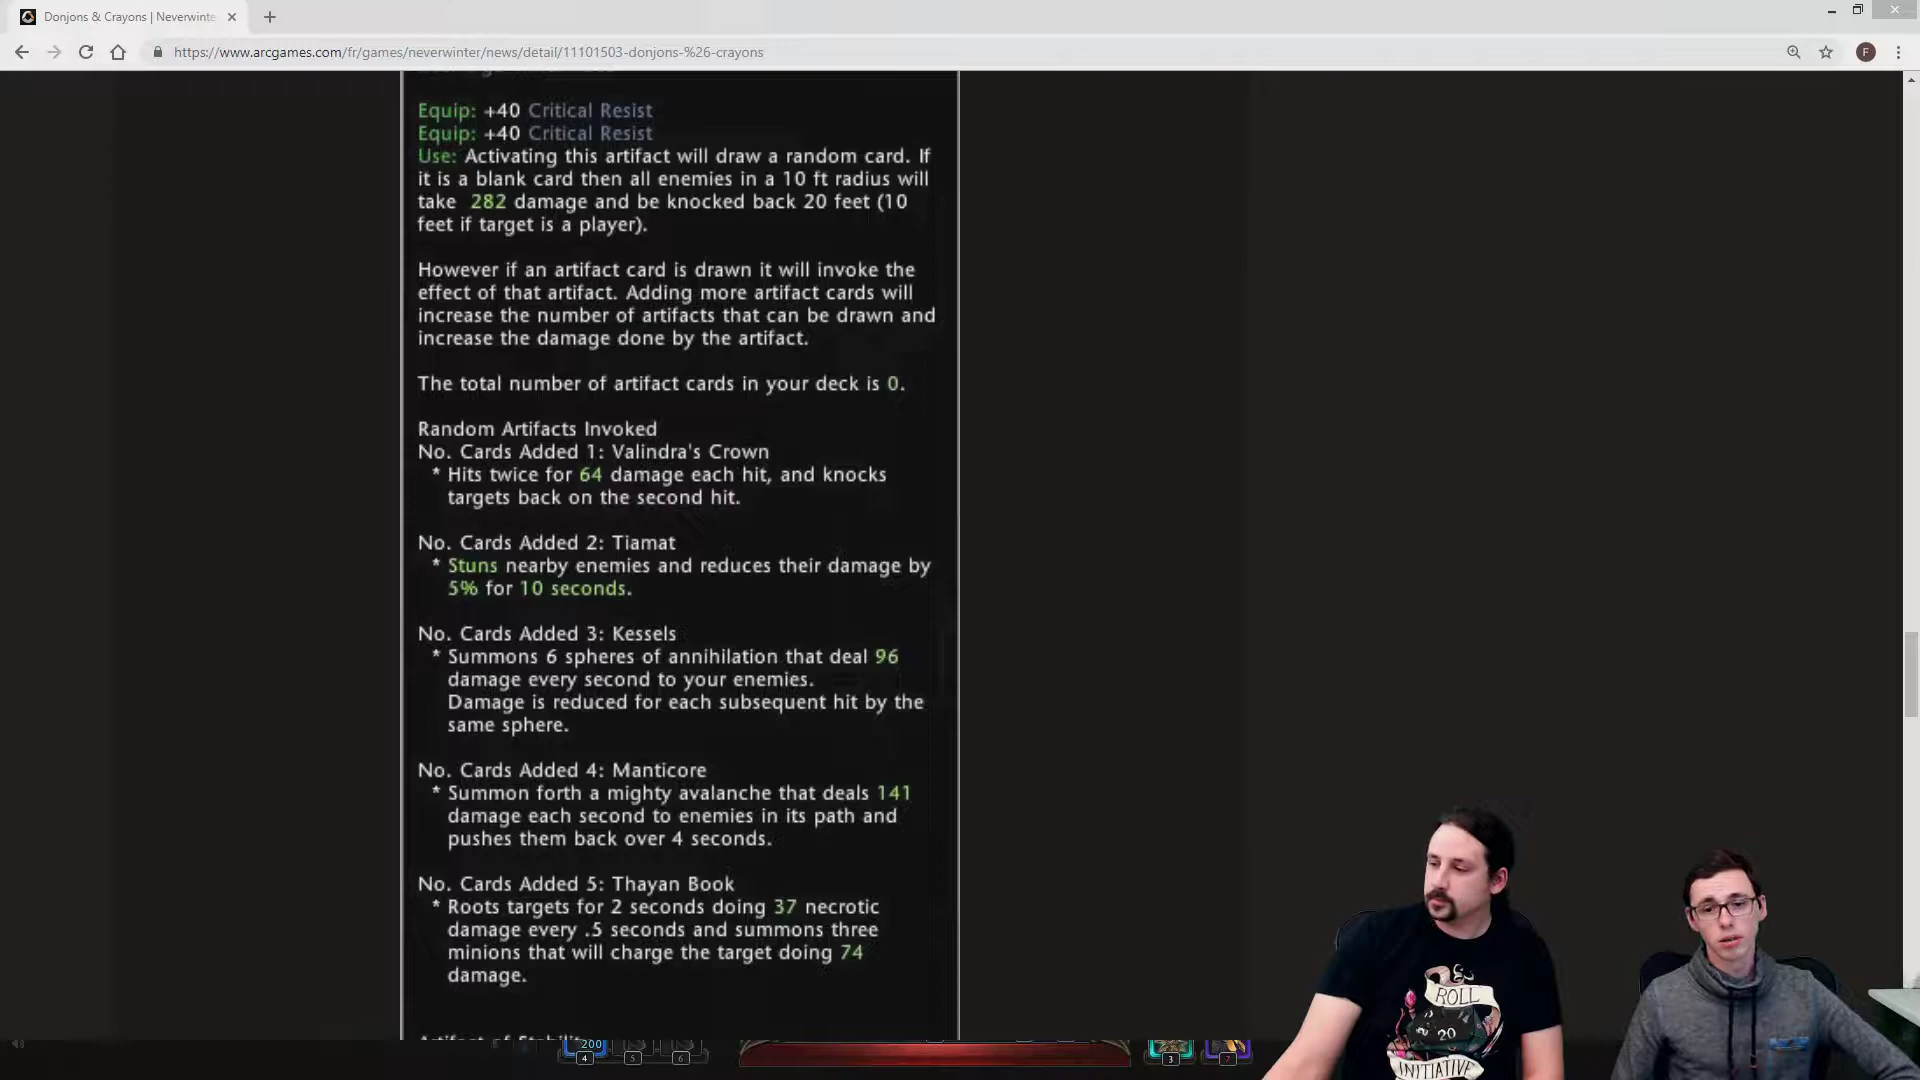 Donjons & Crayons | Neverwinte
https://www.arcgames.com/fr/games/neverwinter/news/detail/11101503-donjons-%26-crayons
F
Equip: +40 Critical Resist
Equip: +40 Critical Resist
Use: Activating this artifact will draw a random card. If
it is a blank card then all enemies in a 10 ft radius will
take 282 damage and be knocked back 20 feet (10
feet if target is a player).
However if an artifact card is drawn it will invoke the
effect of that artifact. Adding more artifact cards will
increase the number of artifacts that can be drawn and
increase the damage done by the artifact.
The total number of artifact cards in your deck is 0.
Random Artifacts Invoked
No. Cards Added 1: Valindra's Crown
* Hits twice for 64 damage each hit, and knocks
targets back on the second hit.
No. Cards Added 2: Tiamat
* Stuns nearby enemies and reduces their damage by
5% for 10 seconds.
No. Cards Added 3: Kessels
* Summons 6 spheres of annihilation that deal 96
damage every second to your enemies.
Damage is reduced for each subsequent hit by the
same sphere.
No. Cards Added 4: Manticore
* Summon forth a mighty avalanche that deals 141
damage each second to enemies in its path and
pushes them back over 4 seconds.
No. Cards Added 5: Thayan Book
* Roots targets for 2 seconds doing 37 necrotic
damage every .5 seconds and summons three
minions that will charge the target doing 74
damage.
Artifact of Stability
200
4 5 6 3 7
ROLL
20
INITIATIVE